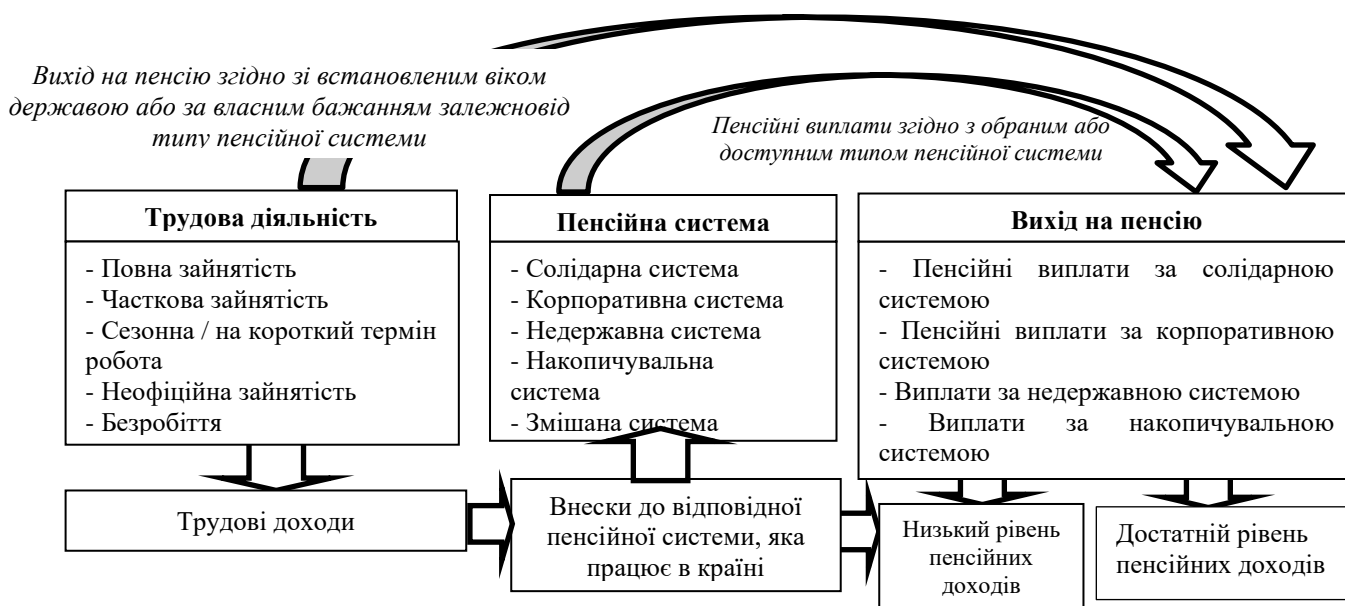 Вихід на пенсію згідно зі встановленим віком
державою або за власним бажанням залежновід
типу пенсійної системи
Пенсійні виплати згідно з обраним або
доступним типом пенсійної системи
Трудова діяльність
- Повна зайнятість
- Часткова зайнятість
- Сезонна / на короткий термін
робота
- Неофіційна зайнятість
- Безробіття
Пенсійна система
- Солідарна система
- Корпоративна система
- Недержавна система
- Накопичувальна
система
- Змішана система
Вихід на пенсію
- Пенсійні виплати за солідарною
системою
- Пенсійні виплати за корпоративною
системою
- Виплати за недержавною системою
- Виплати за накопичувальною
системою
Трудові доходи
Внески до відповідної
пенсійної системи, яка
працює в країні
Низький рівень
пенсійних
доходів
Достатній рівень
пенсійних доходів